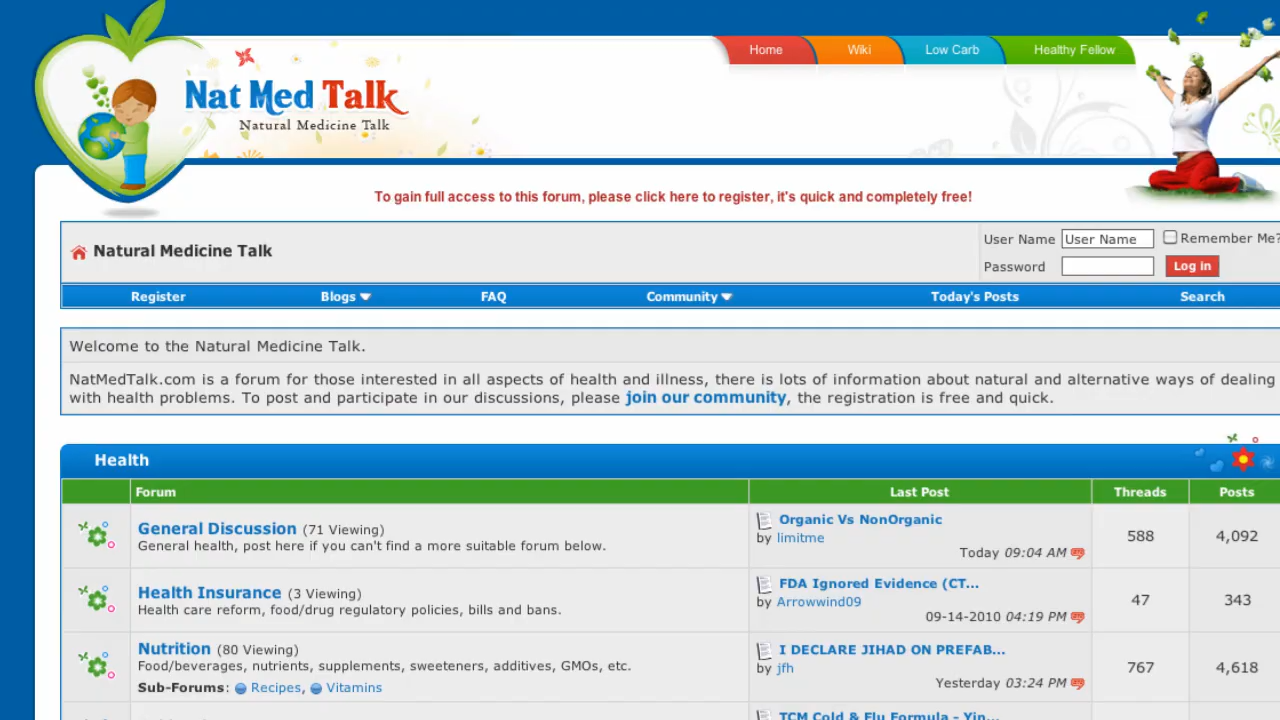 Home Wiki Low Carb Healthy Fellow
Nat Med Talk
Natural Medicine Talk
To gain full access to this forum, please click here to register, it's quick and completely free!
Natural Medicine Talk
User Name User Name Remember Me?
Password Log in
Register Blogs FAQ Community Today's Posts Search
Welcome to the Natural Medicine Talk.
NatMedTalk.com is a forum for those interested in all aspects of health and illness, there is lots of information about natural and alternative ways of dealing
with health problems. To post and participate in our discussions, please join our community, the registration is free and quick.
Health
Forum Last Post Threads Posts
General Discussion (71 Viewing)
General health, post here if you can't find a more suitable forum below.
Organic Vs NonOrganic
by limitme
Today 09:04 AM
588 4,092
Health Insurance (3 Viewing)
Health care reform, food/drug regulatory policies, bills and bans.
FDA Ignored Evidence (CT...
by Arrowwind09
09-14-2010 04:19 PM
47 343
Nutrition (80 Viewing)
Food/beverages, nutrients, supplements, sweeteners, additives, GMOs, etc.
Sub-Forums: Recipes, Vitamins
I DECLARE JIHAD ON PREFAB...
by jfh
Yesterday 03:24 PM
767 4,618
TCM Cold & Flu Formula - Yin...